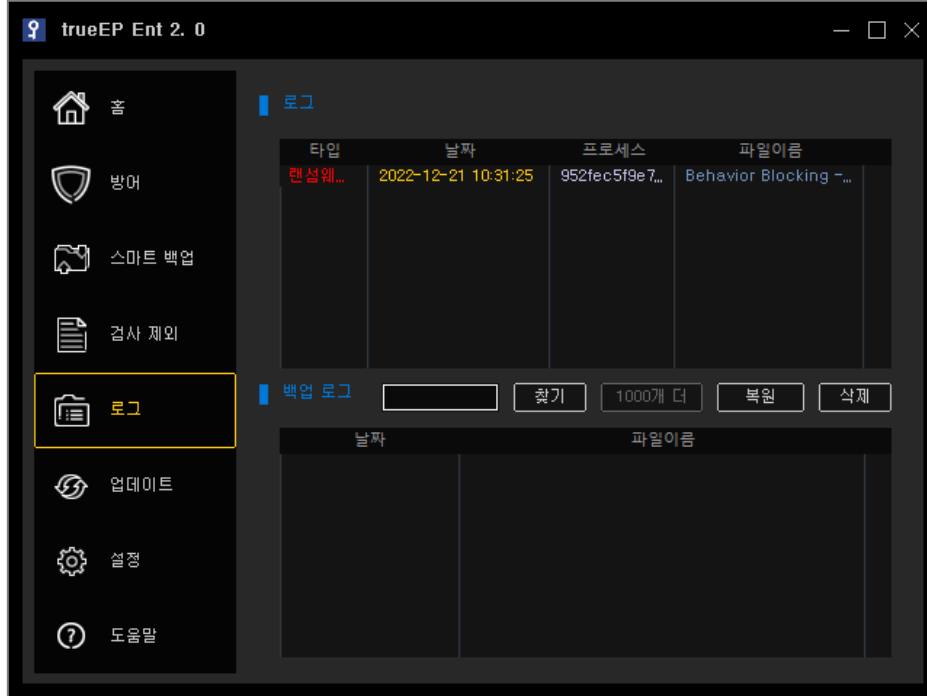 trueEP Ent 2. 0
홈
방어
스마트 백업
검사 제외
로그
업데이트
설정
도움말
로그
타입 날짜 프로세스 파일이름
랜섬웨... 2022-12-21 10:31:25 952fec5f9e7... Behavior Blocking -...
백업 로그 찾기 1000개 더 복원 삭제
날짜 파일이름